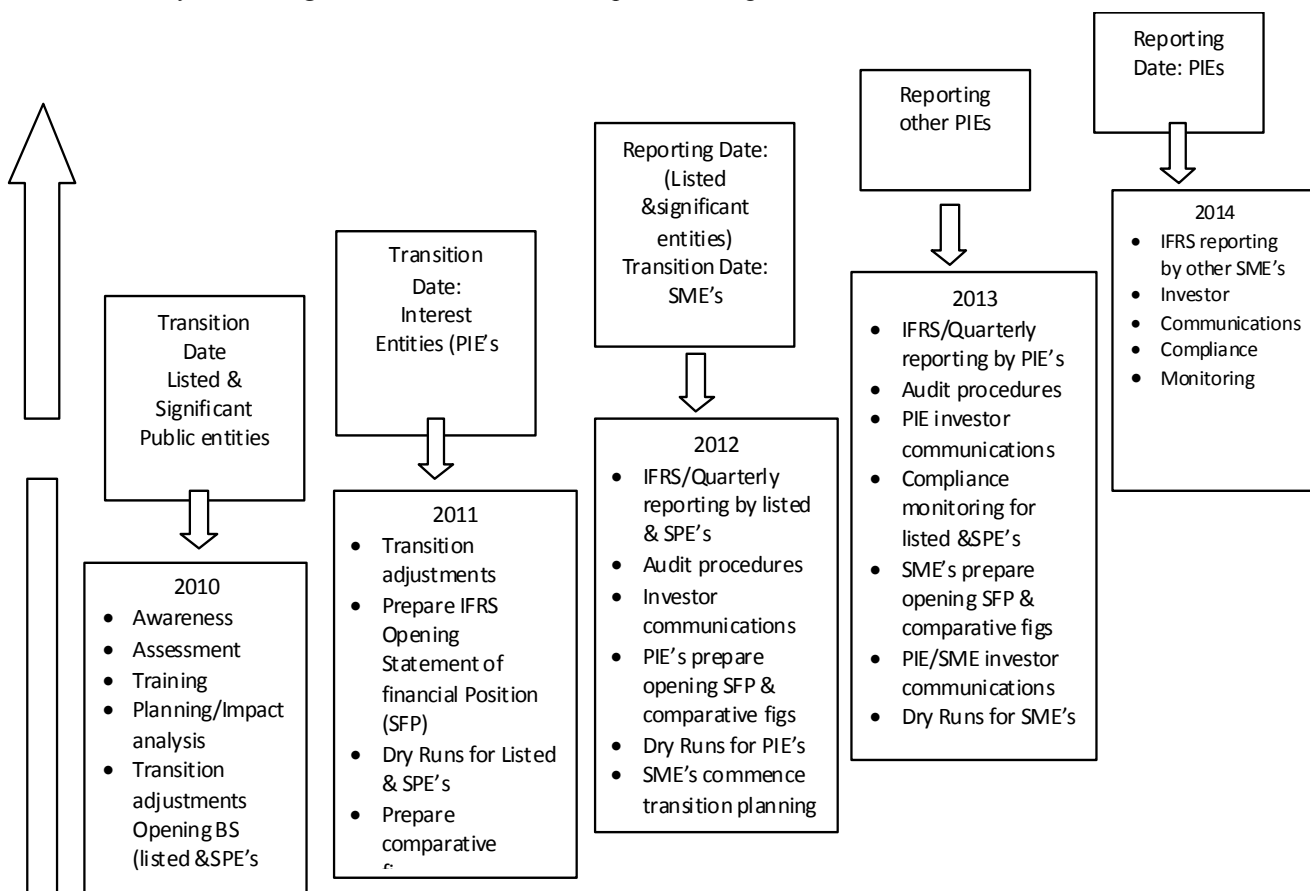 Transition
Date
Listed &
Significant
Public entities
2010
• Awareness
• Assessment
• Training
• Planning/Impact
analysis
• Transition
adjustments
Opening BS
(listed &SPE's
Transition
Date:
Interest
Entities (PIE's
2011
• Transition
adjustments
• Prepare IFRS
Opening
Statement of
financial Position
(SFP)
• Dry Runs for Listed
& SPE's
• Prepare
comparative
Reporting Date:
(Listed
&significant
entities)
Transition Date:
SME's
2012
• IFRS/Quarterly
reporting by listed
& SPE's
• Audit procedures
• Investor
communications
• PIE's prepare
opening SFP &
comparative figs
• Dry Runs for PIE's
• SME's commence
transition planning
Reporting
other PIEs
2013
• IFRS/Quarterly
reporting by PIE's
• Audit procedures
• PIE investor
communications
• Compliance
monitoring for
listed &SPE's
• SME's prepare
opening SFP &
comparative figs
• PIE/SME investor
communications
• Dry Runs for SME's
Reporting
Date: PIEs
2014
• IFRS reporting
by other SME's
• Investor
• Communications
• Compliance
• Monitoring